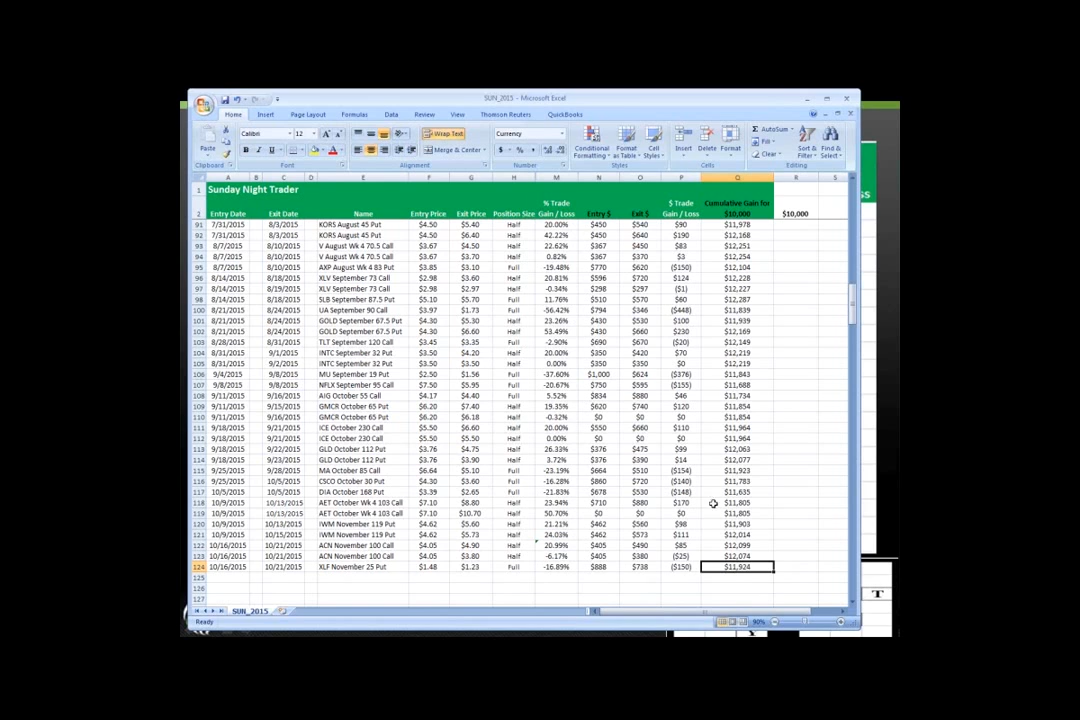 SUN_2015 - Microsoft Excel
Home Insert Page Layout Formulas Data Review View Thomson Reuters QuickBooks
Calibri 12 Wrap Text Currency AutoSum
Paste B I U Merge & Center $ % Conditional Formatting Format as Table Cell Styles Insert Delete Format Fill Clear Sort & Filter Find & Select
Clipboard Font Alignment Number Styles Cells Editing
A B C D E F G H M N O P Q R S
1 Sunday Night Trader
% Trade $ Trade Cumulative Gain for
2 Entry Date Exit Date Name Entry Price Exit Price Position Size Gain / Loss Entry $ Exit $ Gain / Loss $10,000 $10,000
91 7/31/2015 8/3/2015 KORS August 45 Put $4.50 $5.40 Half 20.00% $450 $540 $90 $11,978
92 7/31/2015 8/3/2015 KORS August 45 Put $4.50 $6.40 Half 42.22% $450 $640 $190 $12,168
93 8/7/2015 8/10/2015 V August Wk 4 70.5 Call $3.67 $4.50 Half 22.62% $367 $450 $83 $12,251
94 8/7/2015 8/10/2015 V August Wk 4 70.5 Call $3.67 $3.70 Half 0.82% $367 $370 $3 $12,254
95 8/7/2015 8/10/2015 AXP August Wk 4 83 Put $3.85 $3.10 Full -19.48% $770 $620 ($150) $12,104
96 8/14/2015 8/18/2015 XLV September 73 Call $2.98 $3.60 Half 20.81% $596 $720 $124 $12,228
97 8/14/2015 8/18/2015 XLV September 73 Call $2.98 $2.97 Half -0.34% $298 $297 ($1) $12,227
98 8/14/2015 8/18/2015 SLB September 87.5 Put $5.10 $5.70 Full 11.76% $510 $570 $60 $12,287
100 8/21/2015 8/24/2015 UA September 90 Call $3.97 $1.73 Full -56.42% $794 $346 ($448) $11,839
101 8/21/2015 8/24/2015 GOLD September 67.5 Put $4.30 $5.30 Half 23.26% $430 $530 $100 $11,939
102 8/21/2015 8/24/2015 GOLD September 67.5 Put $4.30 $6.60 Half 53.49% $430 $660 $230 $12,169
103 8/28/2015 8/31/2015 TLT September 120 Call $3.45 $3.35 Full -2.90% $690 $670 ($20) $12,149
104 8/31/2015 9/1/2015 INTC September 32 Put $3.50 $4.20 Half 20.00% $350 $420 $70 $12,219
105 8/31/2015 9/2/2015 INTC September 32 Put $3.50 $3.50 Half 0.00% $350 $350 $0 $12,219
106 9/4/2015 9/8/2015 MU September 19 Put $2.50 $1.56 Half -37.60% $1,000 $624 ($376) $11,843
107 9/8/2015 9/8/2015 NFLX September 95 Call $7.50 $5.95 Half -20.67% $750 $595 ($155) $11,688
108 9/11/2015 9/16/2015 AIG October 55 Call $4.17 $4.40 Full 5.52% $834 $880 $46 $11,734
109 9/11/2015 9/15/2015 GMCR October 65 Put $6.20 $7.40 Half 19.35% $620 $740 $120 $11,854
110 9/11/2015 9/16/2015 GMCR October 65 Put $6.20 $6.18 Half -0.32% $0 $0 $0 $11,854
111 9/18/2015 9/21/2015 ICE October 230 Call $5.50 $6.60 Half 20.00% $550 $660 $110 $11,964
112 9/18/2015 9/21/2015 ICE October 230 Call $5.50 $5.50 Half 0.00% $0 $0 $0 $11,964
113 9/18/2015 9/22/2015 GLD October 112 Put $3.76 $4.75 Half 26.33% $376 $475 $99 $12,063
114 9/18/2015 9/23/2015 GLD October 112 Put $3.76 $3.90 Half 3.72% $376 $390 $14 $12,077
115 9/25/2015 9/28/2015 MA October 85 Call $6.64 $5.10 Full -23.19% $664 $510 ($154) $11,923
116 9/25/2015 10/5/2015 CSCO October 30 Put $4.30 $3.60 Full -16.28% $860 $720 ($140) $11,783
117 10/5/2015 10/5/2015 DIA October 168 Put $3.39 $2.65 Full -21.83% $678 $530 ($148) $11,635
118 10/9/2015 10/13/2015 AET October Wk 4 103 Call $7.10 $8.80 Half 23.94% $710 $880 $170 $11,805
119 10/9/2015 10/13/2015 AET October Wk 4 103 Call $7.10 $10.70 Half 50.70% $0 $0 $0 $11,805
120 10/9/2015 10/13/2015 IWM November 119 Put $4.62 $5.60 Half 21.21% $462 $560 $98 $11,903
121 10/9/2015 10/13/2015 IWM November 119 Put $4.62 $5.73 Half 24.03% $462 $573 $111 $12,014
122 10/16/2015 10/21/2015 ACN November 100 Call $4.05 $4.90 Half 20.99% $405 $490 $85 $12,099
123 10/16/2015 10/21/2015 ACN November 100 Call $4.05 $3.80 Half -6.17% $405 $380 ($25) $12,074
124 10/16/2015 10/21/2015 XLF November 25 Put $1.48 $1.23 Full -16.89% $888 $738 ($150) $11,924
125
126
127
SUN_2015
Ready 90%
T